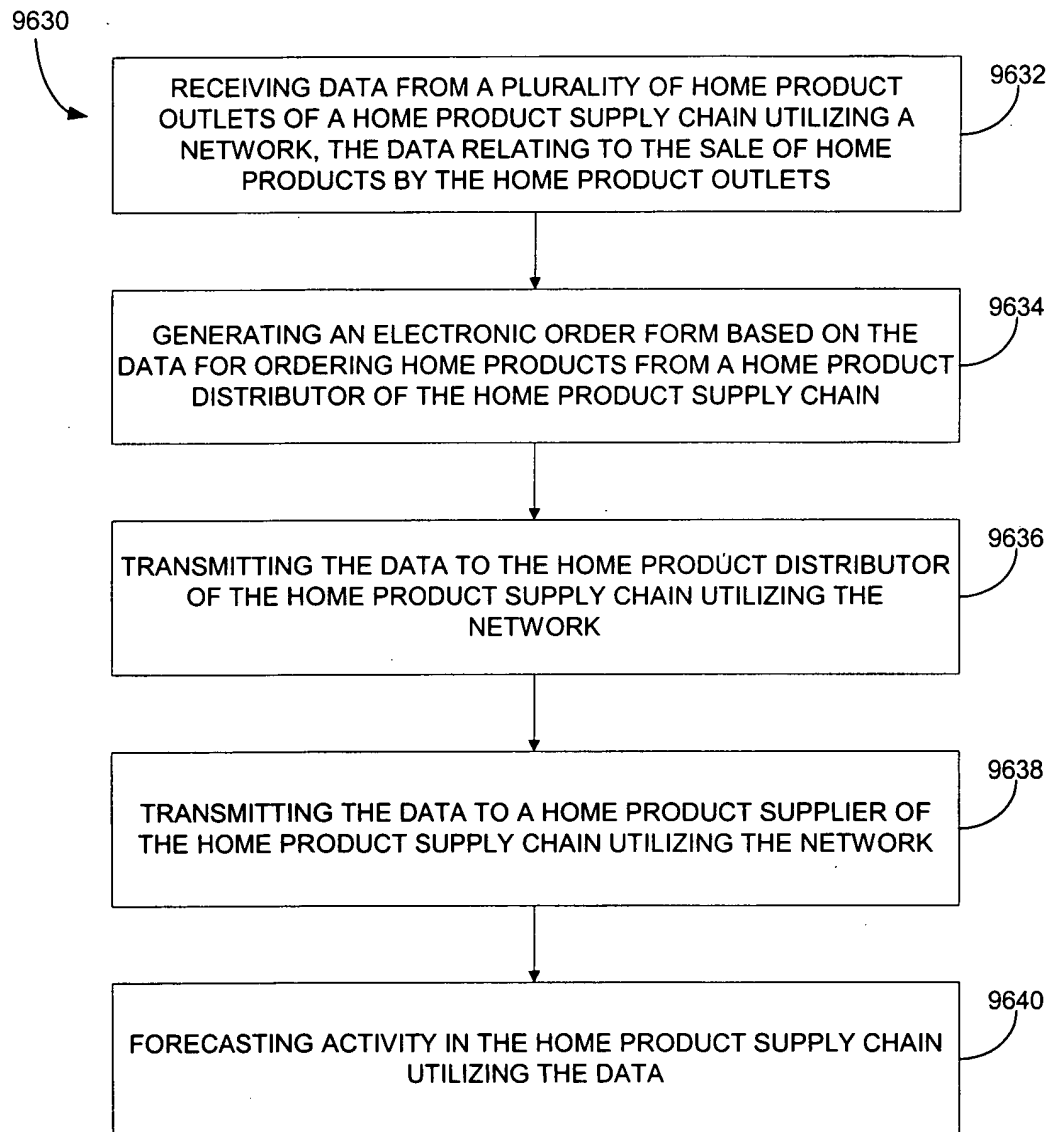 9630
9632
RECEIVING DATA FROM A PLURALITY OF HOME PRODUCT
OUTLETS OF A HOME PRODUCT SUPPLY CHAIN UTILIZING A
NETWORK, THE DATA RELATING TO THE SALE OF HOME
PRODUCTS BY THE HOME PRODUCT OUTLETS
9634
GENERATING AN ELECTRONIC ORDER FORM BASED ON THE
DATA FOR ORDERING HOME PRODUCTS FROM A HOME PRODUCT
DISTRIBUTOR OF THE HOME PRODUCT SUPPLY CHAIN
9636
TRANSMITTING THE DATA TO THE HOME PRODUCT DISTRIBUTOR
OF THE HOME PRODUCT SUPPLY CHAIN UTILIZING THE
NETWORK
9638
TRANSMITTING THE DATA TO A HOME PRODUCT SUPPLIER OF
THE HOME PRODUCT SUPPLY CHAIN UTILIZING THE NETWORK
9640
FORECASTING ACTIVITY IN THE HOME PRODUCT SUPPLY CHAIN
UTILIZING THE DATA